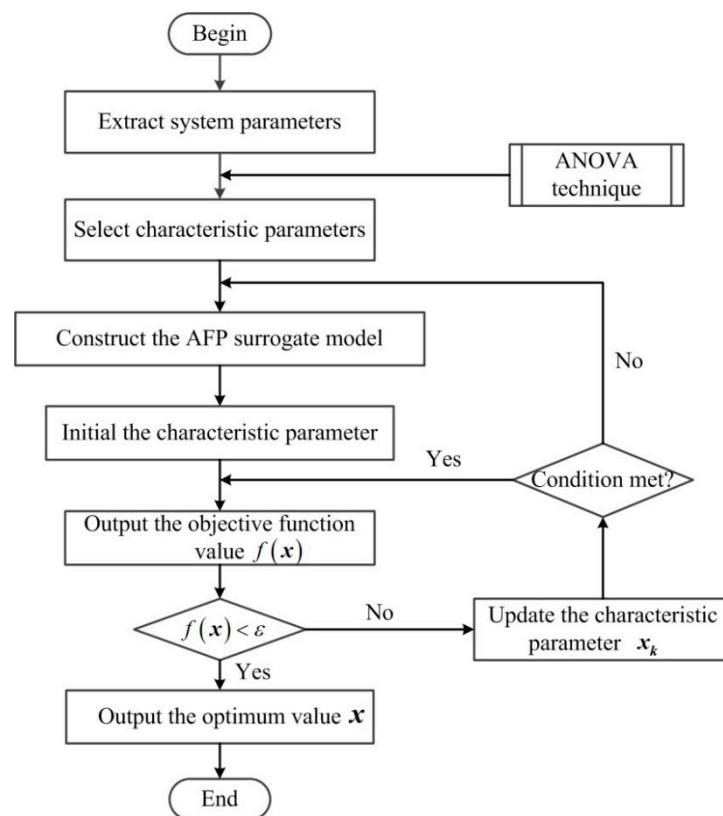 Begin
Extract system parameters
ANOVA
technique
Select characteristic parameters
Construct the AFP surrogate model
No
Initial the characteristic parameter
Yes
Condition met?
Output the objective function
value f(x)
f(x)<ε
No
Update the characteristic
parameter x_k
Yes
Output the optimum value x
End